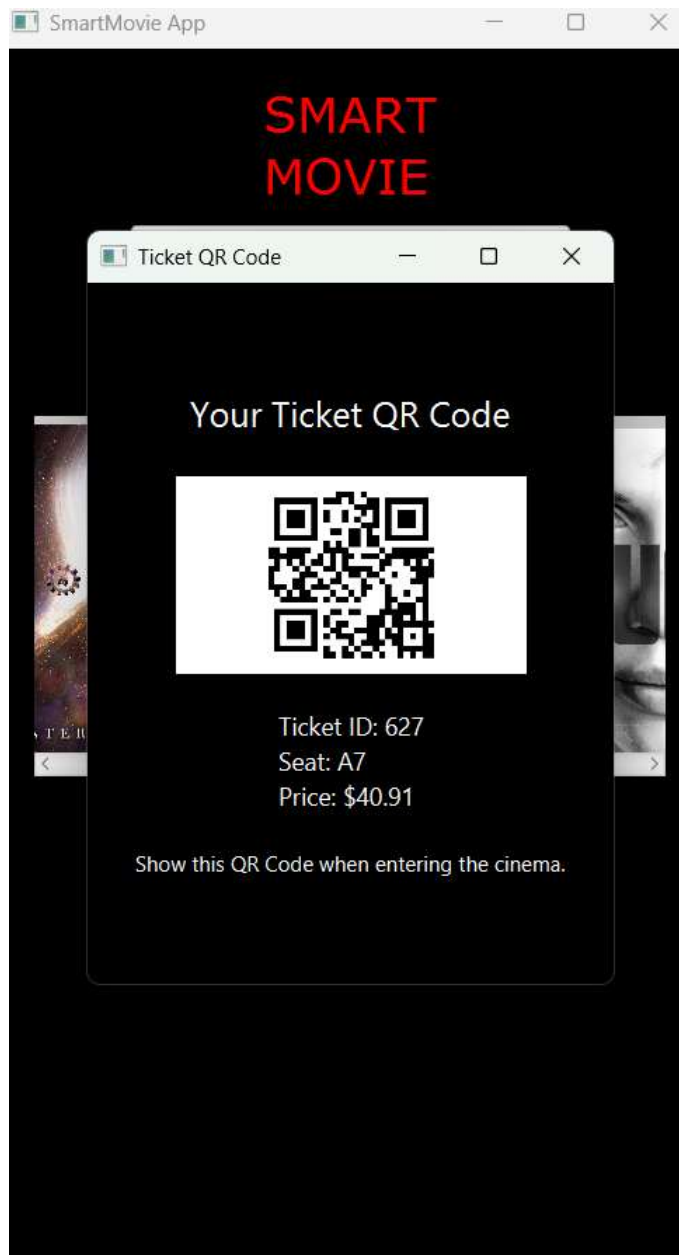 SmartMovie App
SMART
MOVIE
Ticket QR Code
Your Ticket QR Code
Ticket ID: 627
Seat: A7
Price: $40.91
Show this QR Code when entering the cinema.